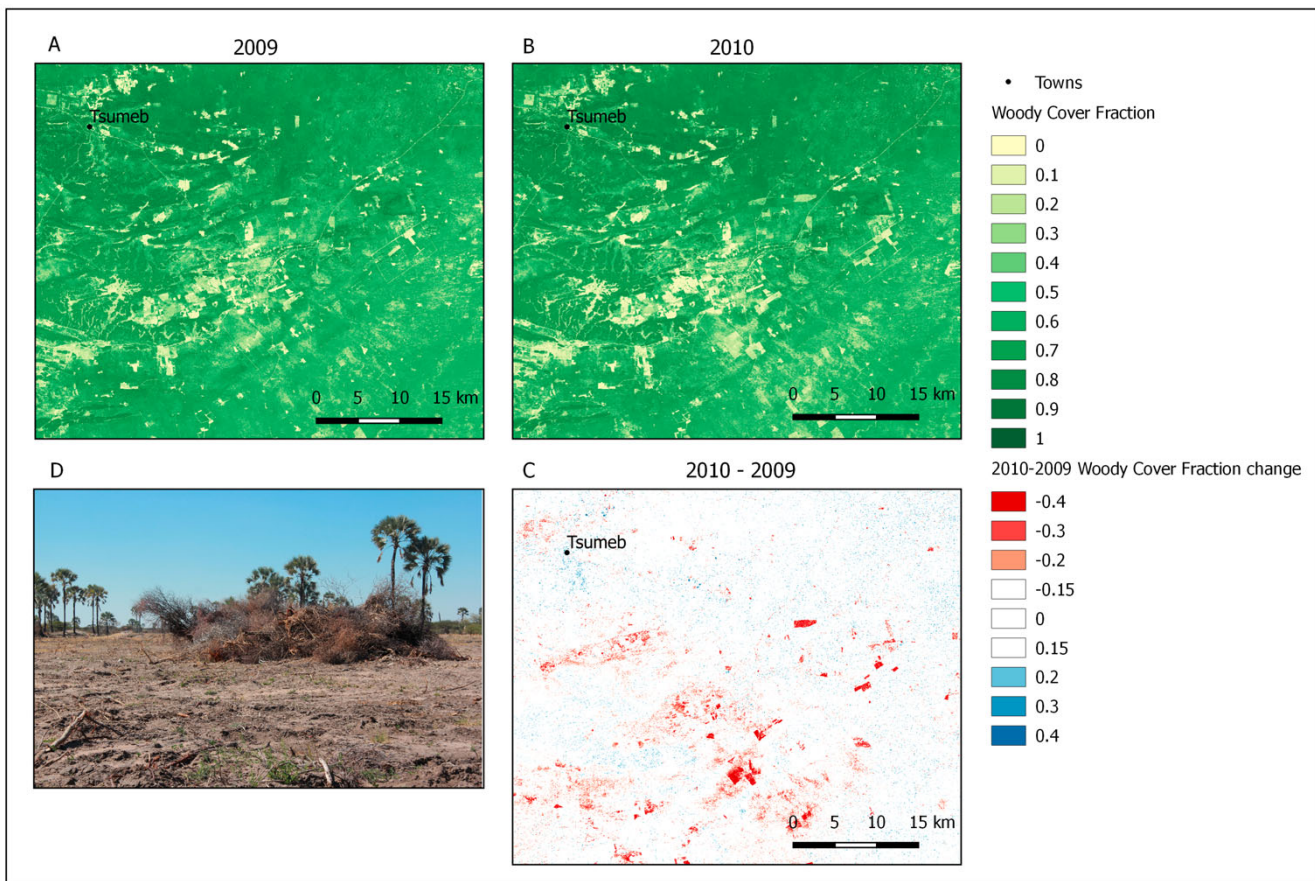 A
2009
Tsumeb
0 5 10 15 km
B
2010
Tsumeb
0 5 10 15 km
Towns
Woody Cover Fraction
0
0.1
0.2
0.3
0.4
0.5
0.6
0.7
0.8
0.9
1
2010-2009 Woody Cover Fraction change
-0.4
-0.3
-0.2
-0.15
0
0.15
0.2
0.3
0.4
D
C
2010 - 2009
Tsumeb
0 5 10 15 km